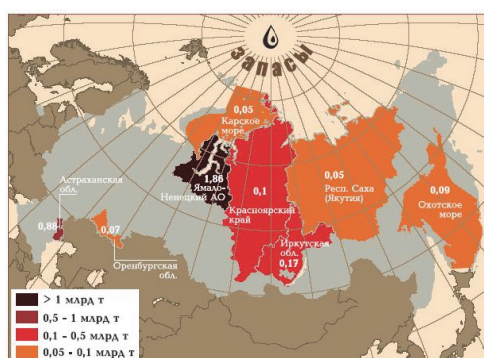 ЗАПАСЫ
0,05
Карское
море
1,86
Ямало-
Ненецкий АО
Астраханская
обл.
0,88
0,07
Оренбургская
обл.
0,1
Красноярский
край
Иркутская
обл.
0,17
0,05
Респ. Саха
(Якутия)
0,09
Охотское
море
> 1 млрд т
0,5 - 1 млрд т
0,1 - 0,5 млрд т
0,05 - 0,1 млрд т